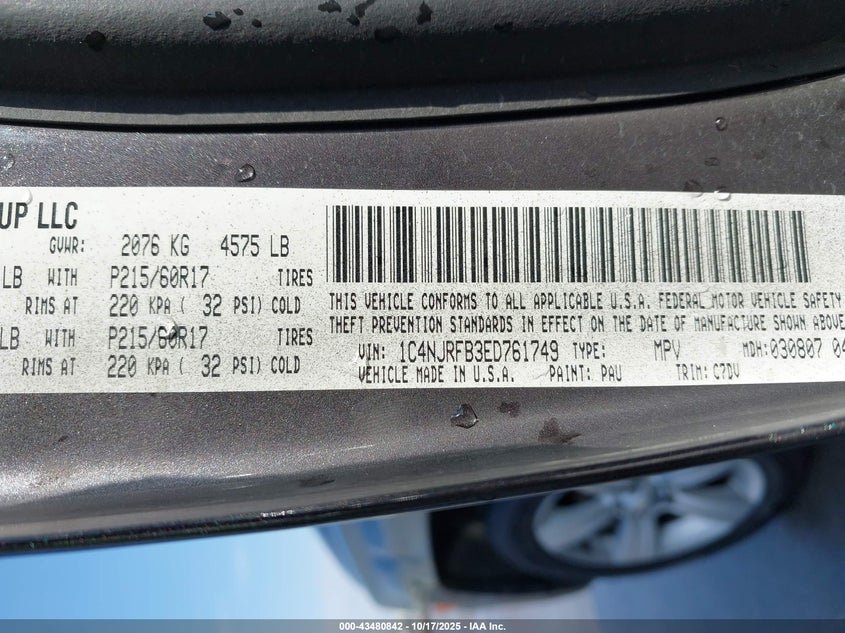 UP LLC
GVWR: 2076 KG 4575 LB
LB WITH P215/60R17 TIRES
RIMS AT 220 KPA ( 32 PSI) COLD
LB WITH P215/60R17 TIRES
RIMS AT 220 KPA ( 32 PSI) COLD
THIS VEHICLE CONFORMS TO ALL APPLICABLE U.S.A. FEDERAL MOTOR VEHICLE SAFETY
THEFT PREVENTION STANDARDS IN EFFECT ON THE DATE OF MANUFACTURE SHOWN ABOVE
VIN: 1C4NJRFB3ED761749 TYPE: MPV MDH: 030807 04
VEHICLE MADE IN U.S.A. PAINT: PAU TRIM: C7DV
000-43480842 | 10/17/2025 | IAA Inc. |